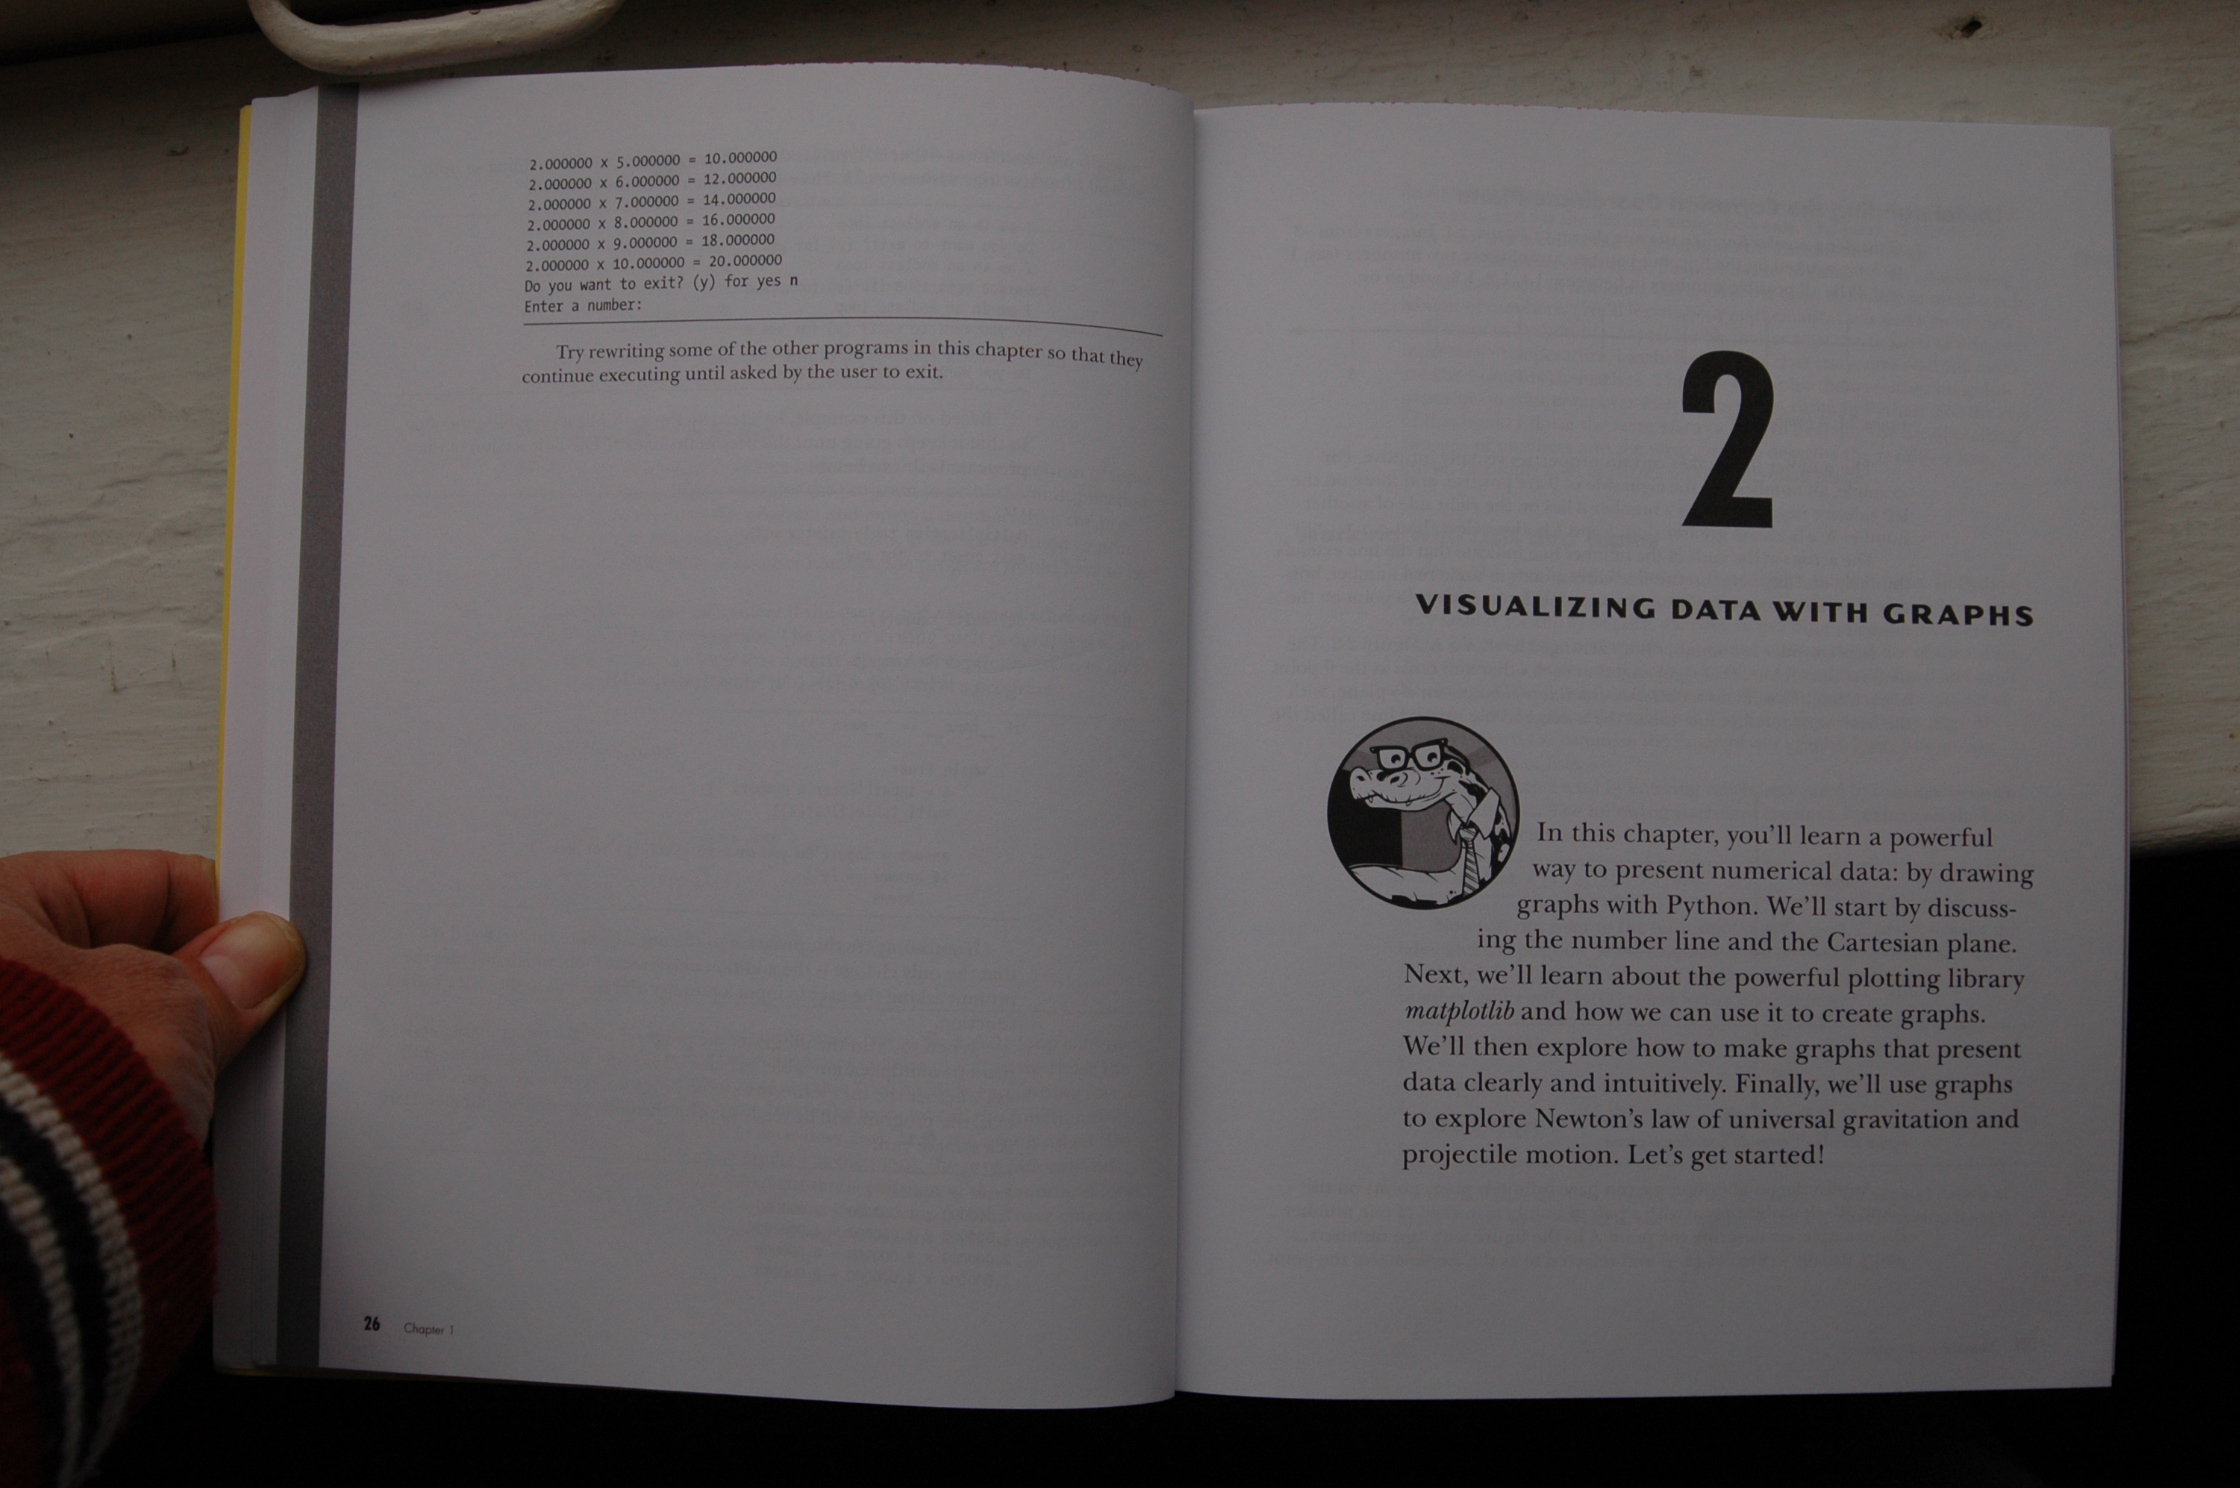 2.000000 x 5.000000 = 10.000000
2.000000 x 6.000000 = 12.000000
2.000000 x 7.000000 = 14.000000
2.000000 x 8.000000 = 16.000000
2.000000 x 9.000000 = 18.000000
2.000000 x 10.000000 = 20.000000
Do you want to exit? (y) for yes n
Enter a number:
Try rewriting some of the other programs in this chapter so that they
continue executing until asked by the user to exit.
26 Chapter 1
2
VISUALIZING DATA WITH GRAPHS
In this chapter, you’ll learn a powerful
way to present numerical data: by drawing
graphs with Python. We’ll start by discuss-
ing the number line and the Cartesian plane.
Next, we’ll learn about the powerful plotting library
matplotlib and how we can use it to create graphs.
We’ll then explore how to make graphs that present
data clearly and intuitively. Finally, we’ll use graphs
to explore Newton’s law of universal gravitation and
projectile motion. Let’s get started!